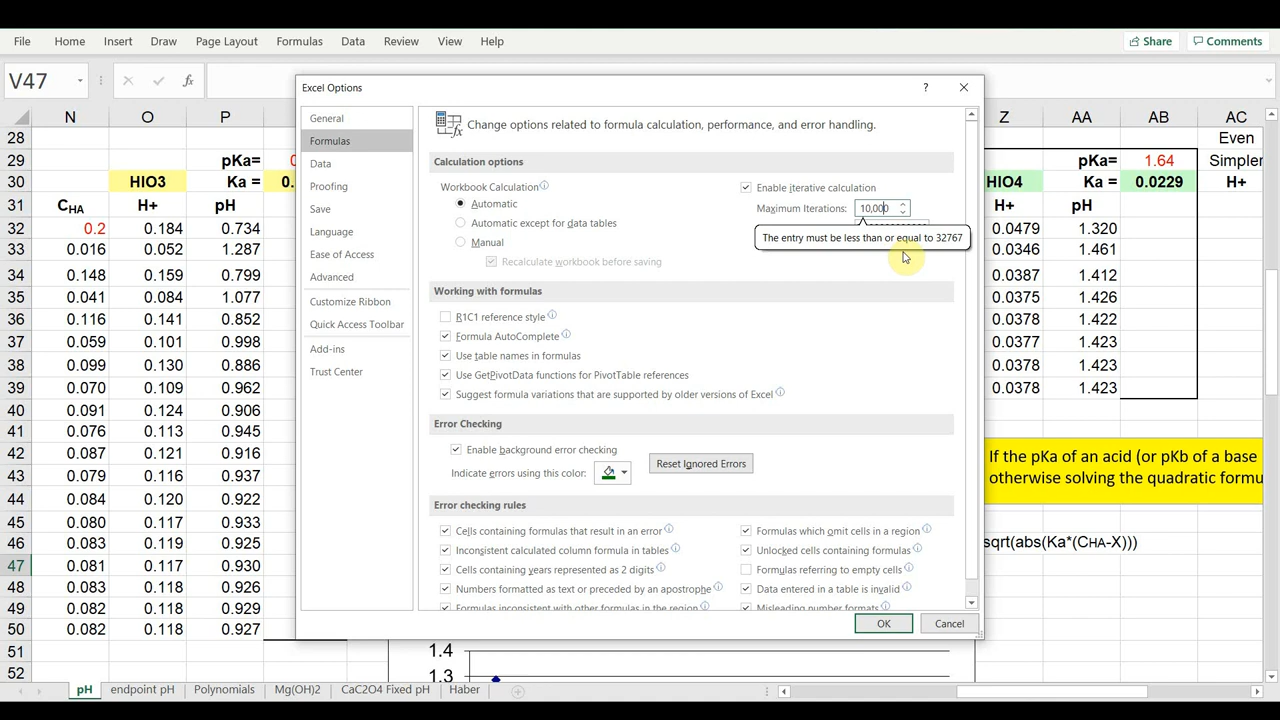 File Home Insert Draw Page Layout Formulas Data Review View Help Share Comments
V47 fx
Excel Options ?
N O P Z AA AB AC
28 Even
29 pKa= pKa= 1.64 Simpler
30 HIO3 Ka = 0. HIO4 Ka = 0.0229 H+
31 CHA H+ pH H+ pH
32 0.2 0.184 0.734 0.0479 1.320
33 0.016 0.052 1.287 0.0346 1.461
34 0.148 0.159 0.799 0.0387 1.412
35 0.041 0.084 1.077 0.0375 1.426
36 0.116 0.141 0.852 0.0378 1.422
37 0.059 0.101 0.998 0.0377 1.423
38 0.099 0.130 0.886 0.0378 1.423
39 0.070 0.109 0.962 0.0378 1.423
40 0.091 0.124 0.906
41 0.076 0.113 0.945
42 0.087 0.121 0.916
43 0.079 0.116 0.937
44 0.084 0.120 0.922
45 0.080 0.117 0.933
46 0.083 0.119 0.925
47 0.081 0.117 0.930
48 0.083 0.118 0.926
49 0.082 0.118 0.929
50 0.082 0.118 0.927
51
52
General
Formulas
Data
Proofing
Save
Language
Ease of Access
Advanced
Customize Ribbon
Quick Access Toolbar
Add-ins
Trust Center
Change options related to formula calculation, performance, and error handling.
Calculation options
Workbook Calculation
Automatic
Automatic except for data tables
Manual
Recalculate workbook before saving
Enable iterative calculation
Maximum Iterations: 10,000
The entry must be less than or equal to 32767
Working with formulas
R1C1 reference style
Formula AutoComplete
Use table names in formulas
Use GetPivotData functions for PivotTable references
Suggest formula variations that are supported by older versions of Excel
Error Checking
Enable background error checking
Indicate errors using this color:
Reset Ignored Errors
Error checking rules
Cells containing formulas that result in an error
Inconsistent calculated column formula in tables
Cells containing years represented as 2 digits
Numbers formatted as text or preceded by an apostrophe
Formulas inconsistent with other formulas in the region
Formulas which omit cells in a region
Unlocked cells containing formulas
Formulas referring to empty cells
Data entered in a table is invalid
Misleading number formats
OK Cancel
If the pKa of an acid (or pKb of a base
otherwise solving the quadratic formu
sqrt(abs(Ka*(CHA-X)))
1.4
1.3
pH endpoint pH Polynomials Mg(OH)2 CaC2O4 Fixed pH Haber